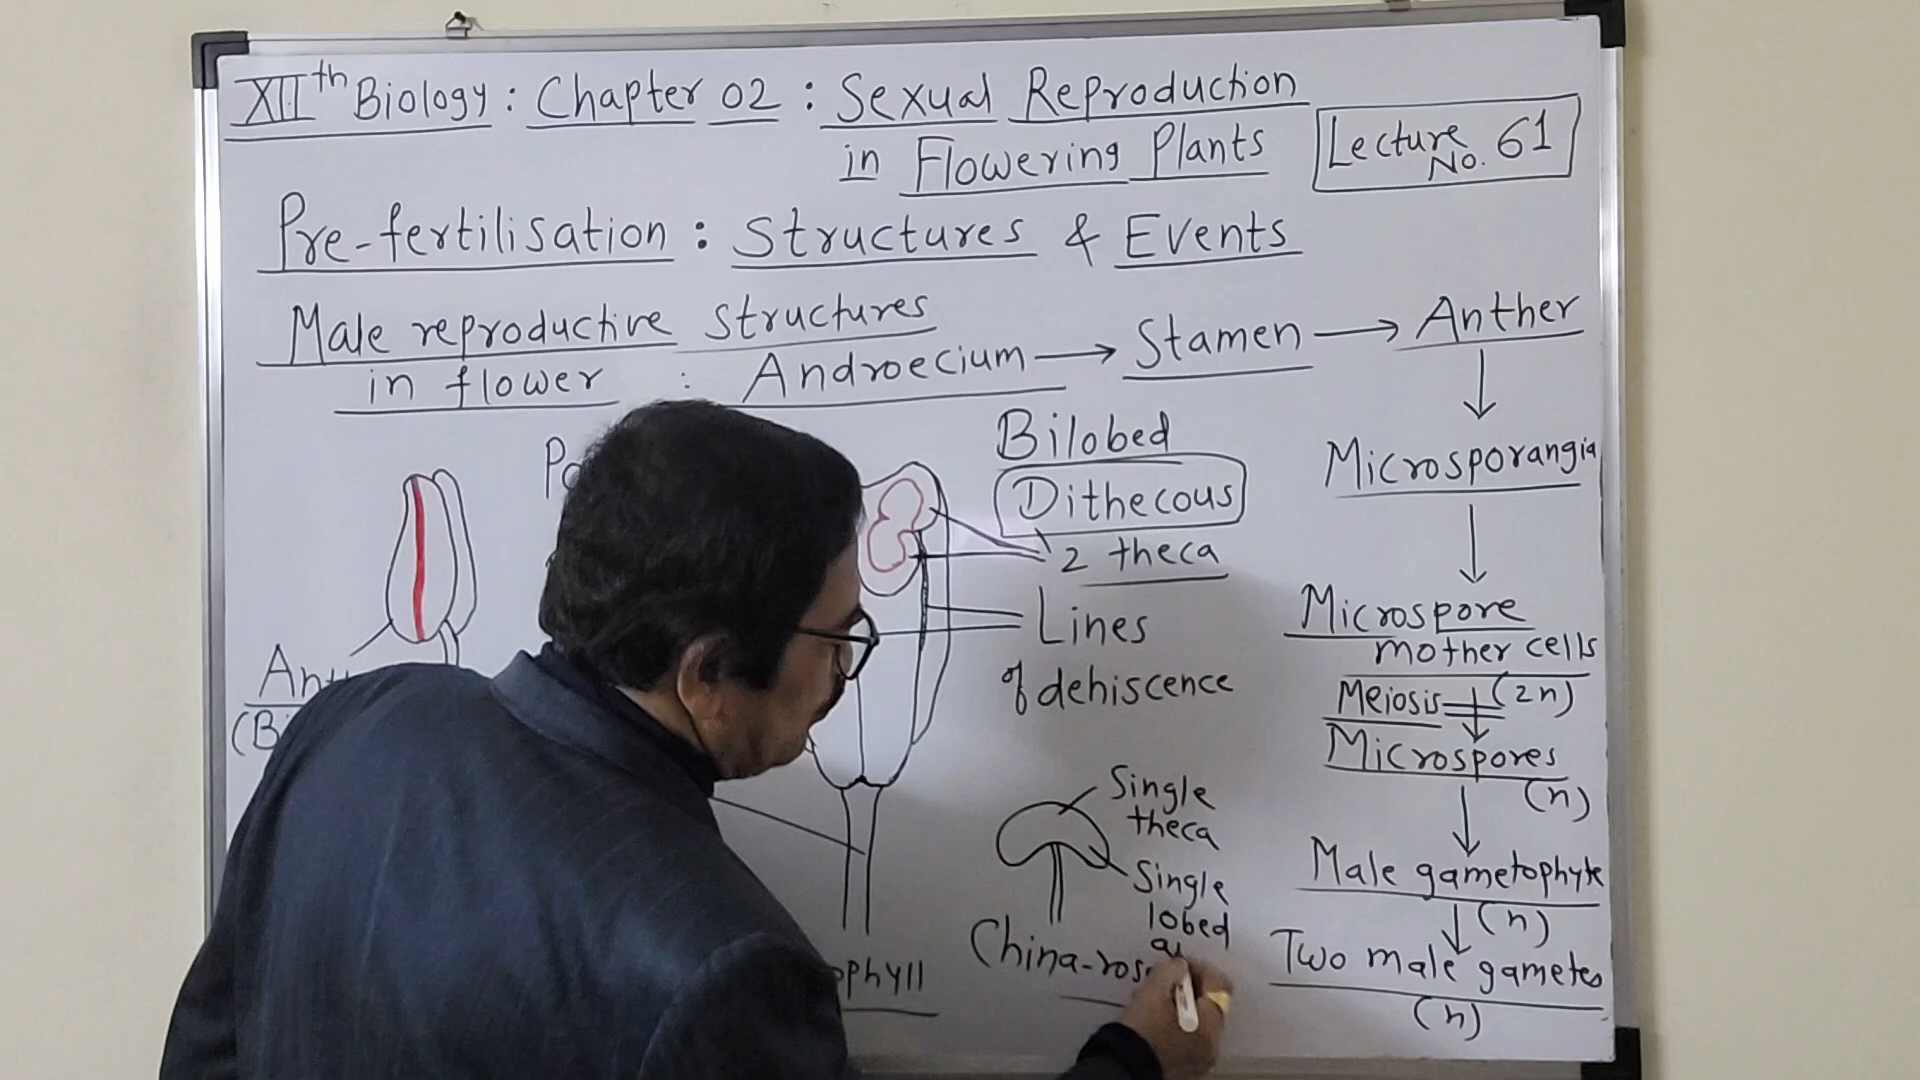 XIIth Biology : Chapter 02 : Sexual Reproduction
in Flowering Plants
Lecture No. 61
Pre-fertilisation : Structures & Events
Male reproductive structures
in flower : Androecium → Stamen → Anther
Bilobed
Dithecous
2 theca
Lines
of dehiscence
Single
theca
Single
lobed
China-rose
phyll
Microsporangia
Microspore
mother cells
Meiosis (2n)
Microspores
(n)
Male gametophyte
(n)
Two male gametes
(n)